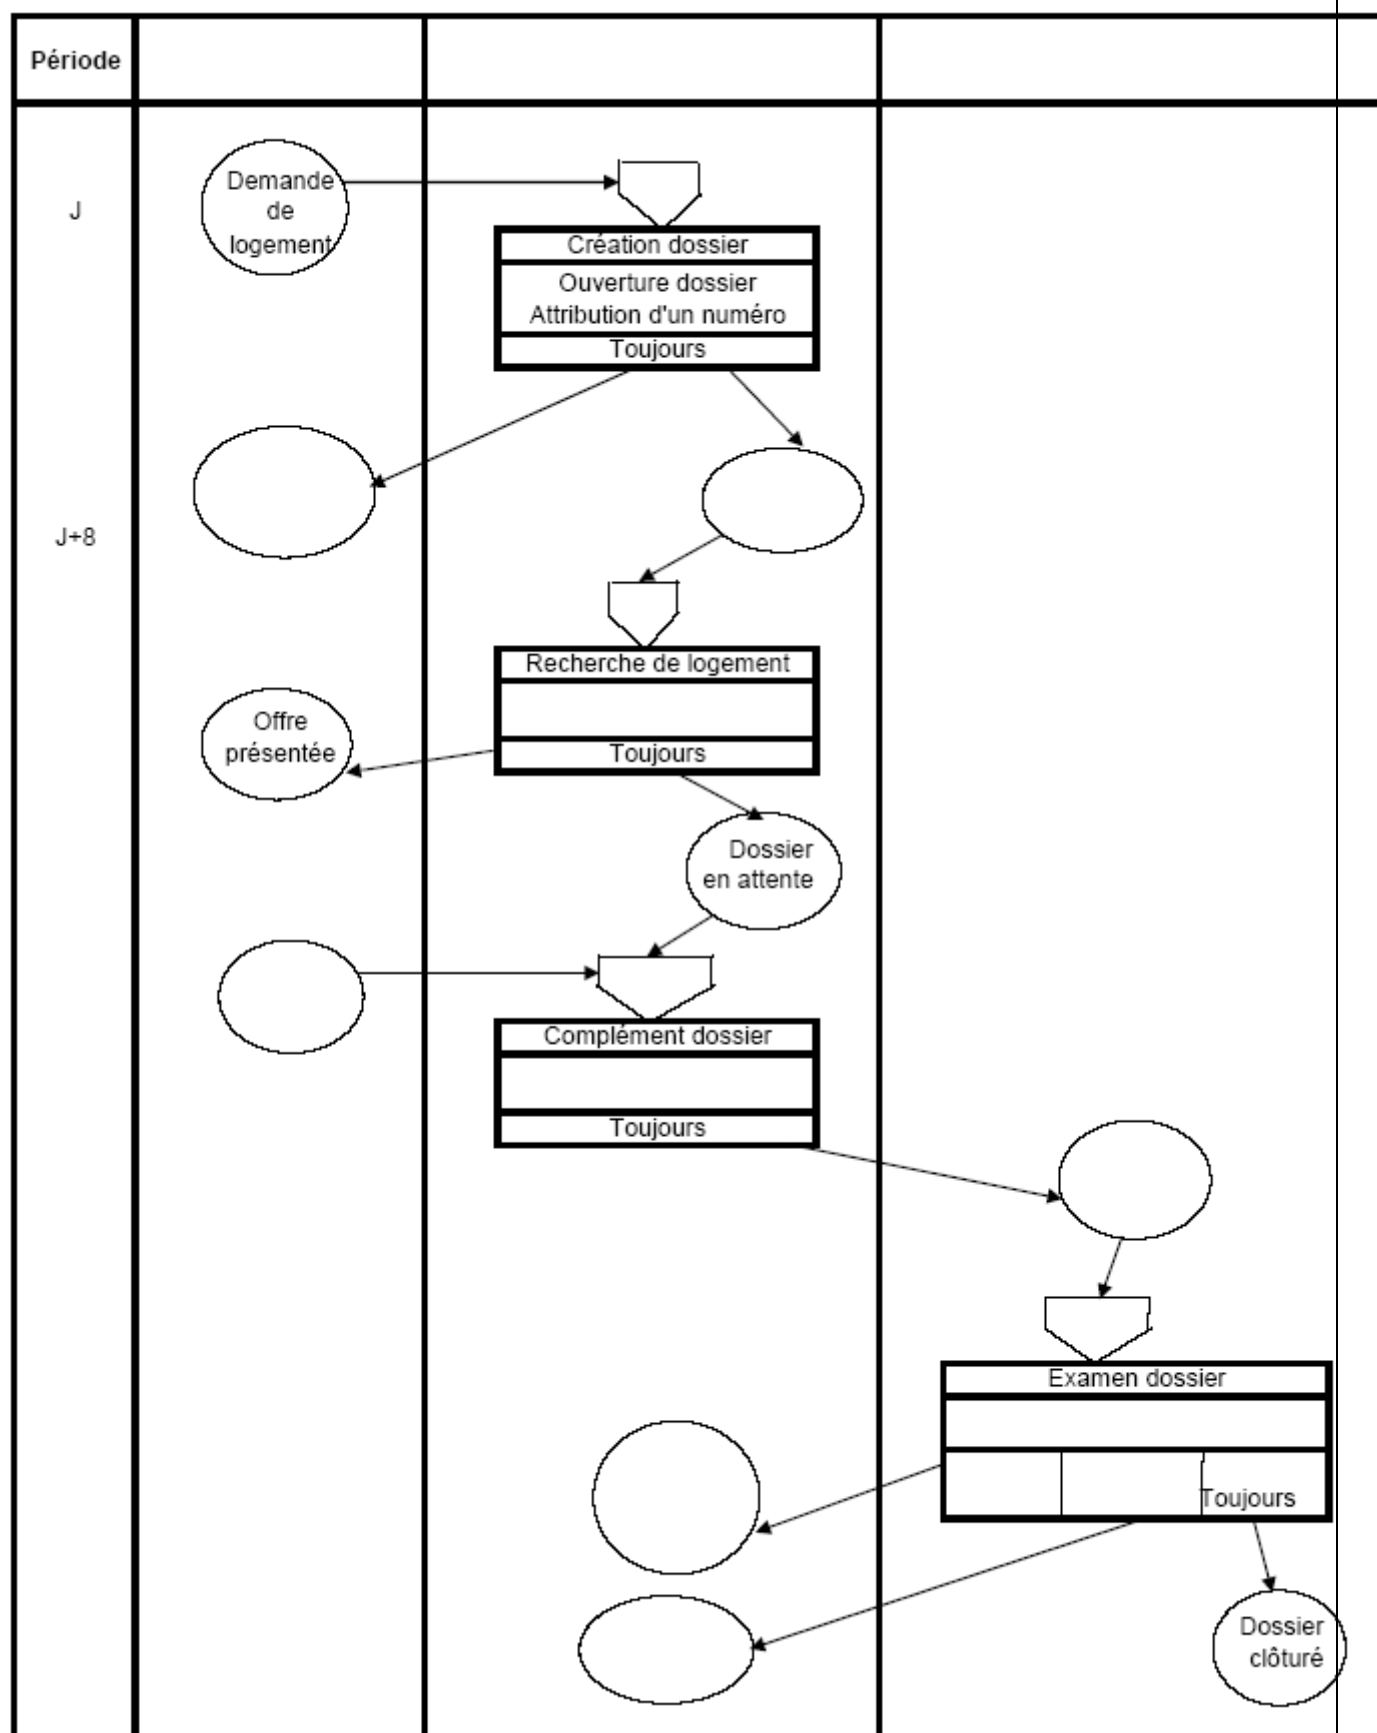 Période
J
Demande
de
logement
Création dossier
Ouverture dossier
Attribution d'un numéro
Toujours
J+8
Recherche de logement
Toujours
Offre
présentée
Dossier
en attente
Complément dossier
Toujours
Examen dossier
Toujours
Dossier
clôturé